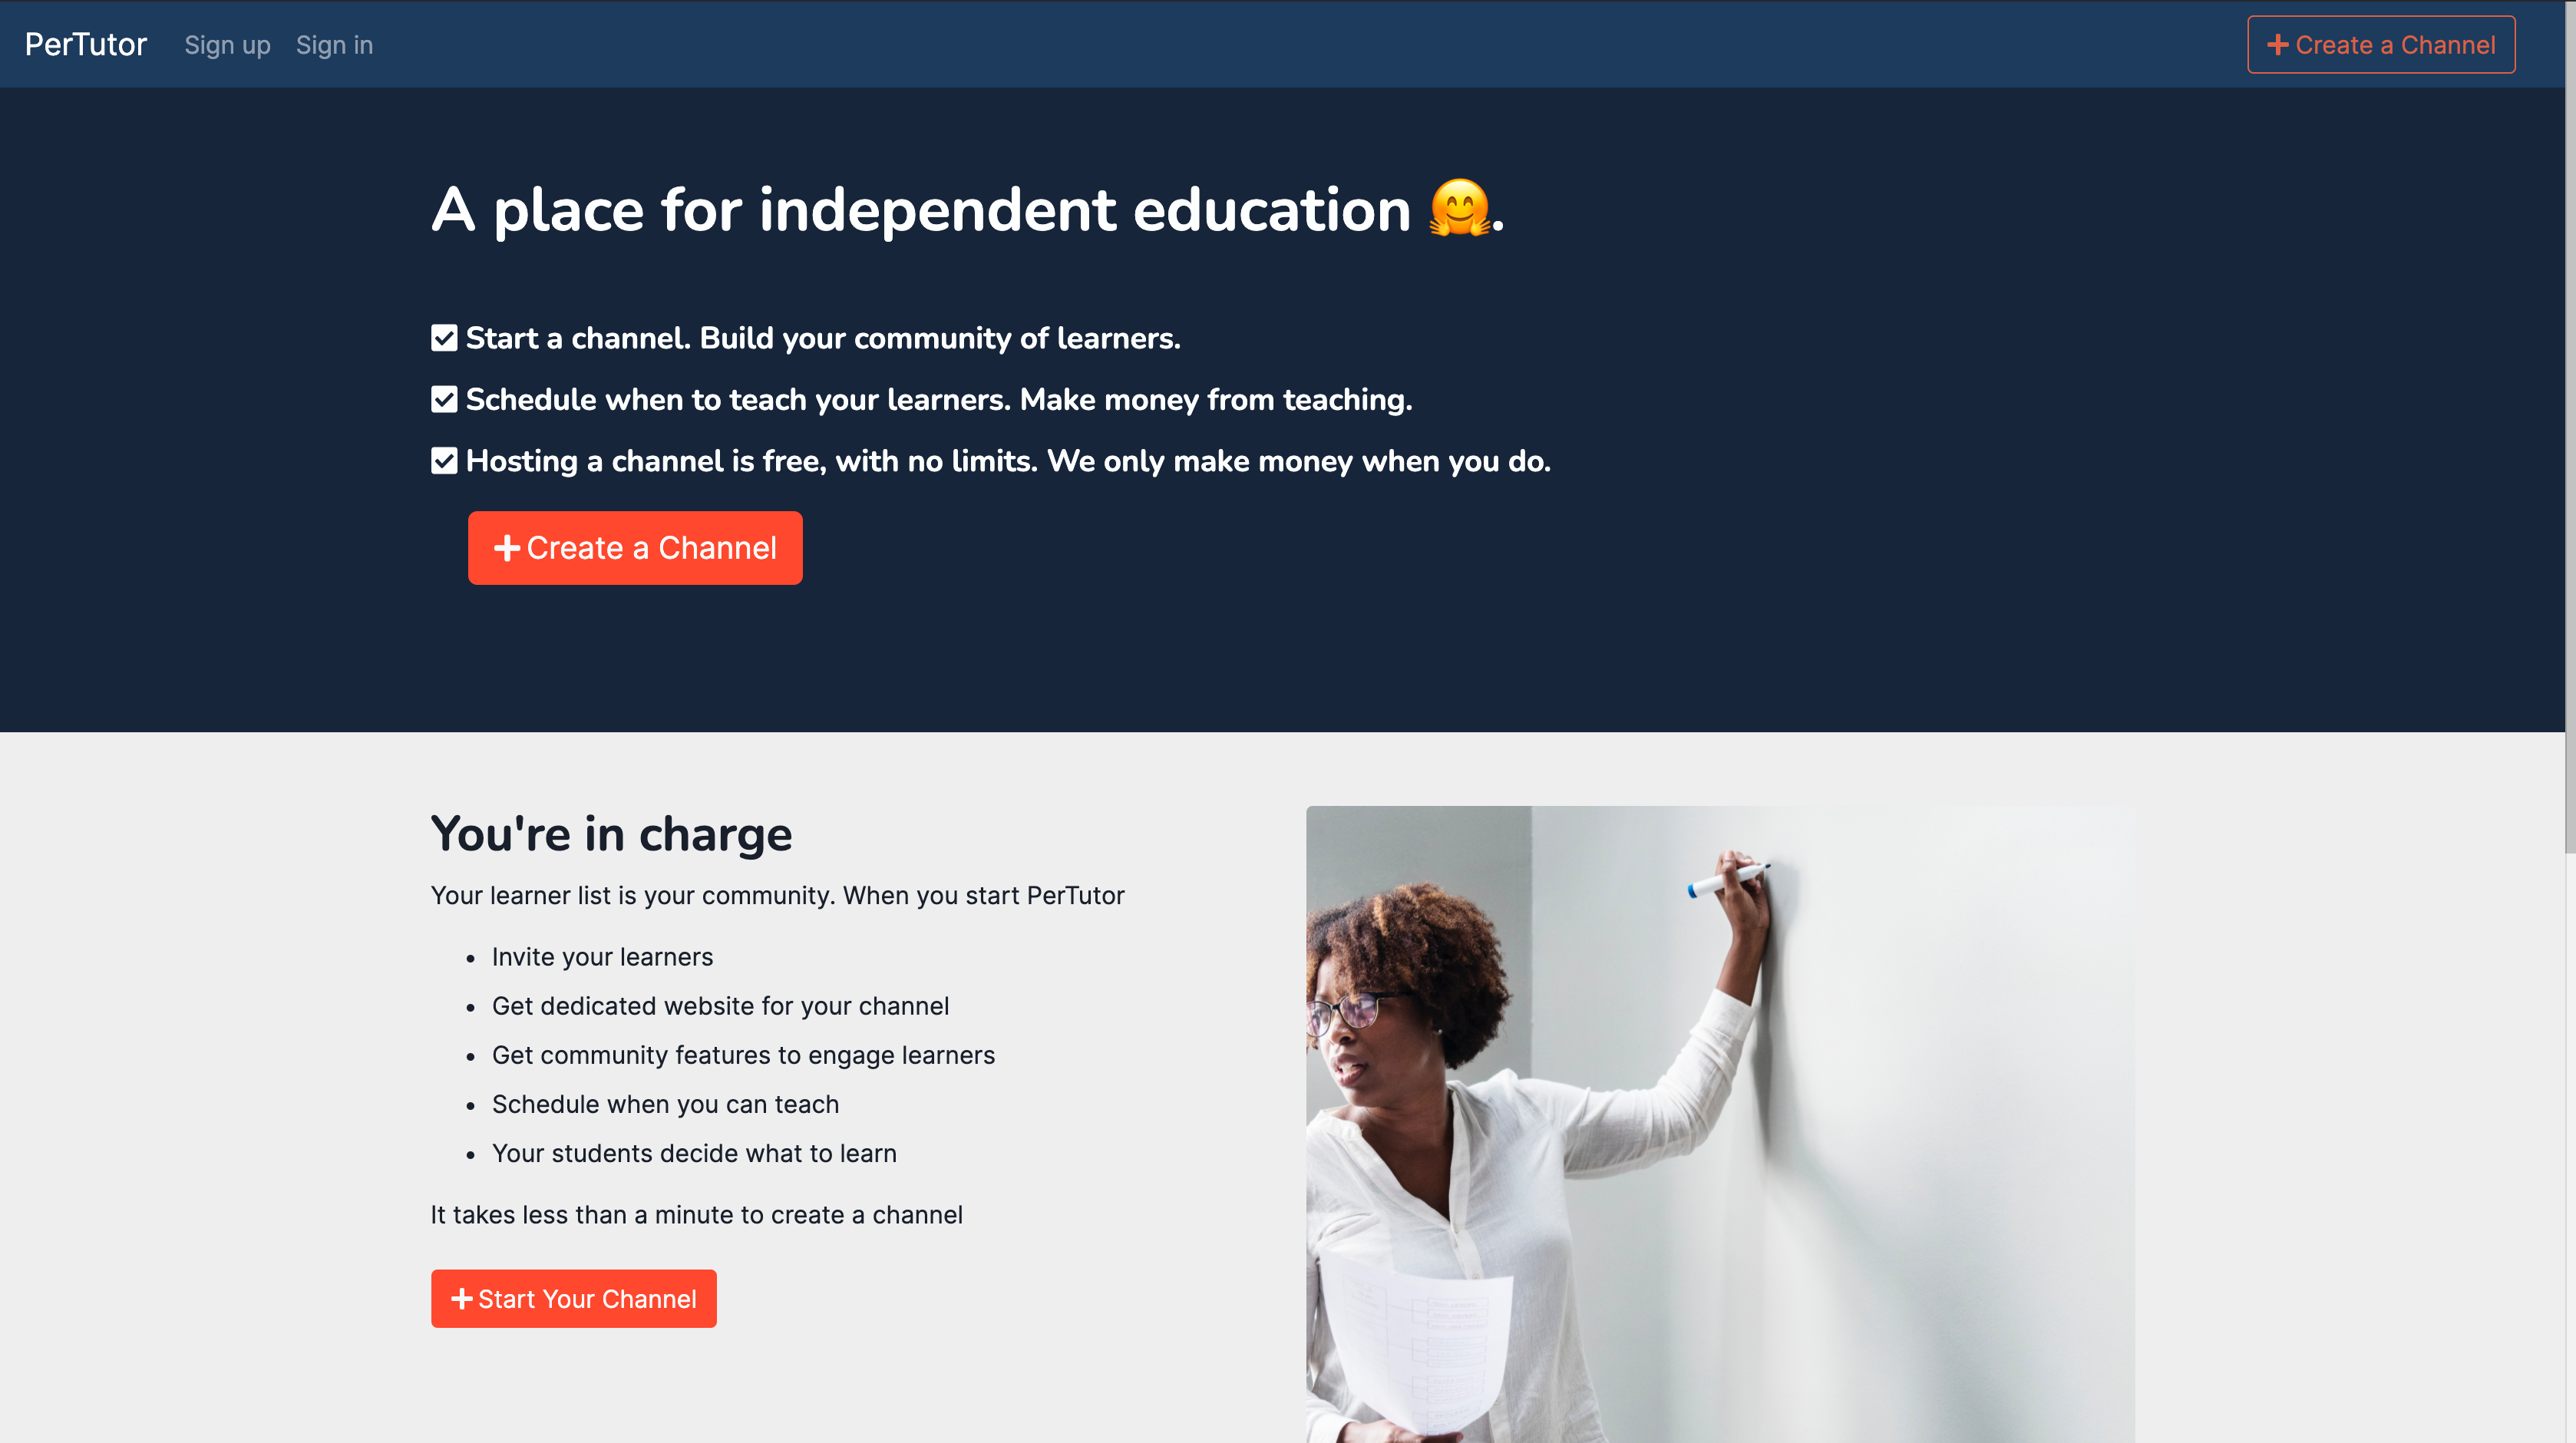 PerTutor Sign up Sign in Create a Channel
A place for independent education 🤗.
Start a channel. Build your community of learners.
Schedule when to teach your learners. Make money from teaching.
Hosting a channel is free, with no limits. We only make money when you do.
Create a Channel
You're in charge
Your learner list is your community. When you start PerTutor
Invite your learners
Get dedicated website for your channel
Get community features to engage learners
Schedule when you can teach
Your students decide what to learn
It takes less than a minute to create a channel
Start Your Channel